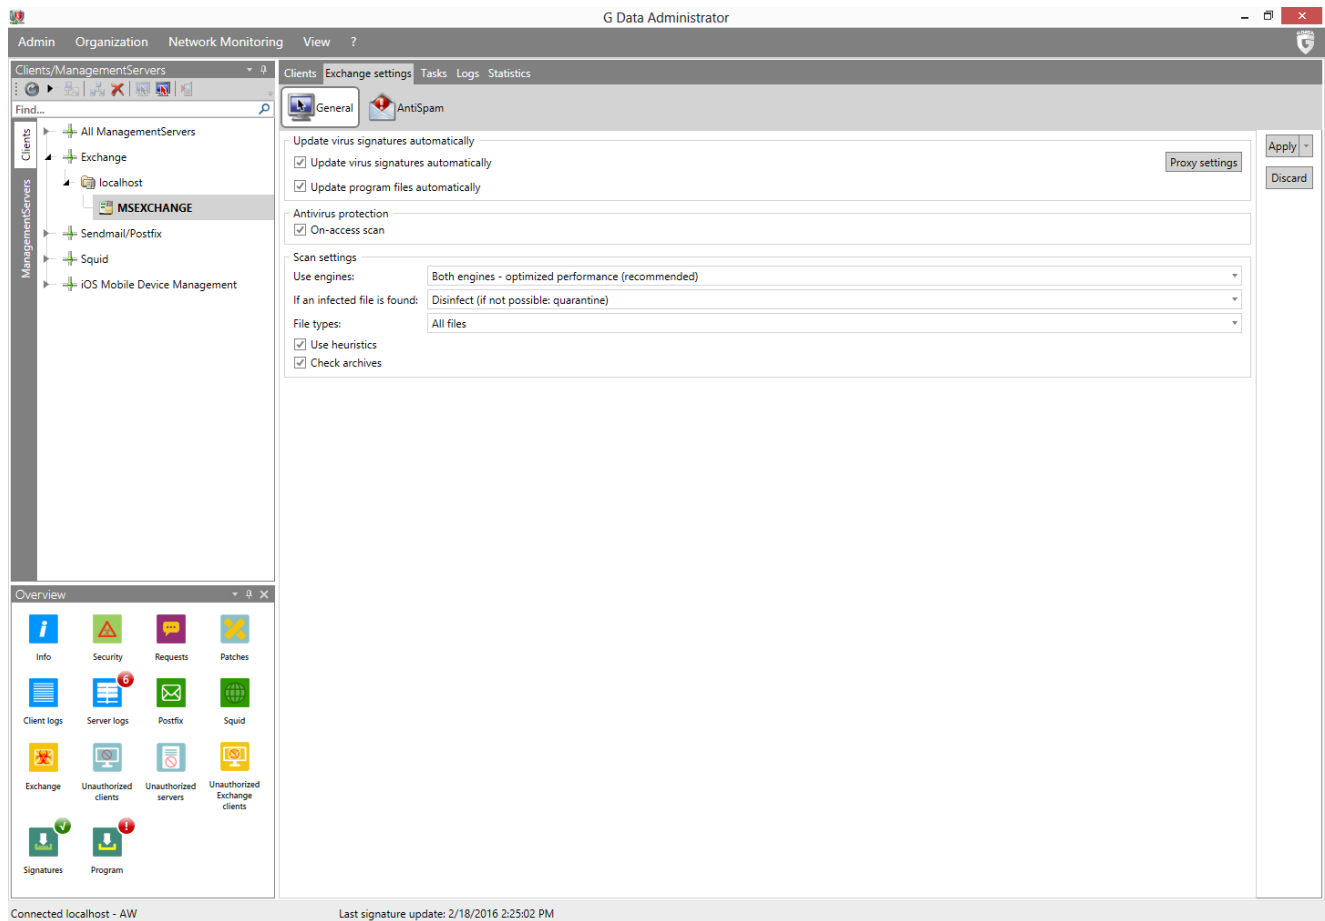 G Data Administrator
Admin Organization Network Monitoring View ?
Clients/ManagementServers
Clients Exchange settings Tasks Logs Statistics
Find...
General
AntiSpam
Clients
ManagementServers
All ManagementServers
Exchange
localhost
MSEXCHANGE
Sendmail/Postfix
Squid
iOS Mobile Device Management
Update virus signatures automatically
Update virus signatures automatically
Proxy settings
Update program files automatically
Antivirus protection
On-access scan
Scan settings
Use engines: Both engines - optimized performance (recommended)
If an infected file is found: Disinfect (if not possible: quarantine)
File types: All files
Use heuristics
Check archives
Apply
Discard
Overview
Info Security Requests Patches
6
Client logs Server logs Postfix Squid
Exchange Unauthorized clients Unauthorized servers Unauthorized Exchange clients
Signatures Program
Connected localhost - AW
Last signature update: 2/18/2016 2:25:02 PM